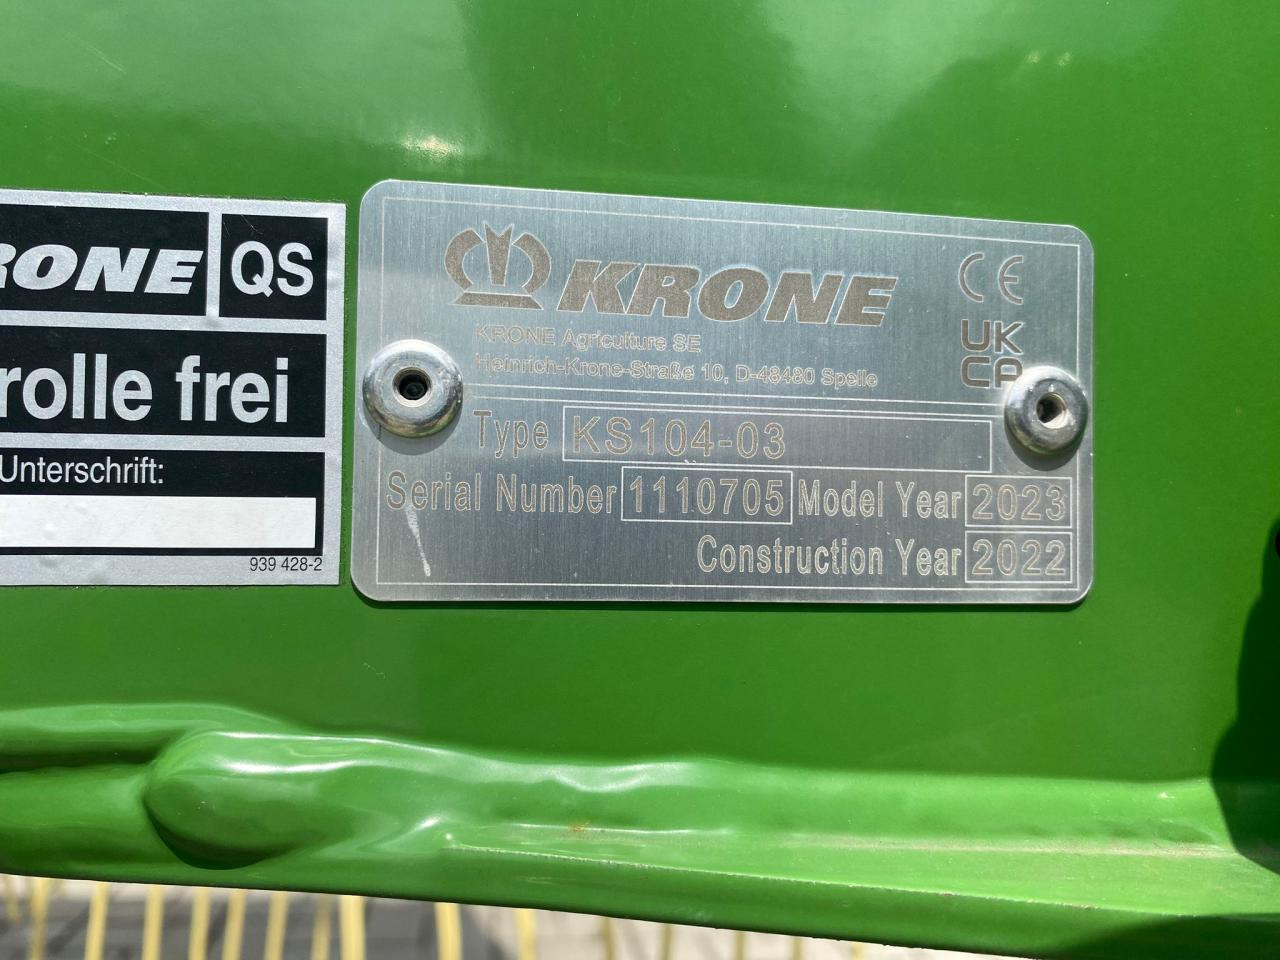 RONE QS
rolle frei
Unterschrift:
939 428-2
KRONE
CE
UK
CA
KRONE Agriculture SE
Heinrich-Krone-Straße 10, D-48480 Spelle
Type KS104-03
Serial Number 1110705 Model Year 2023
Construction Year 2022